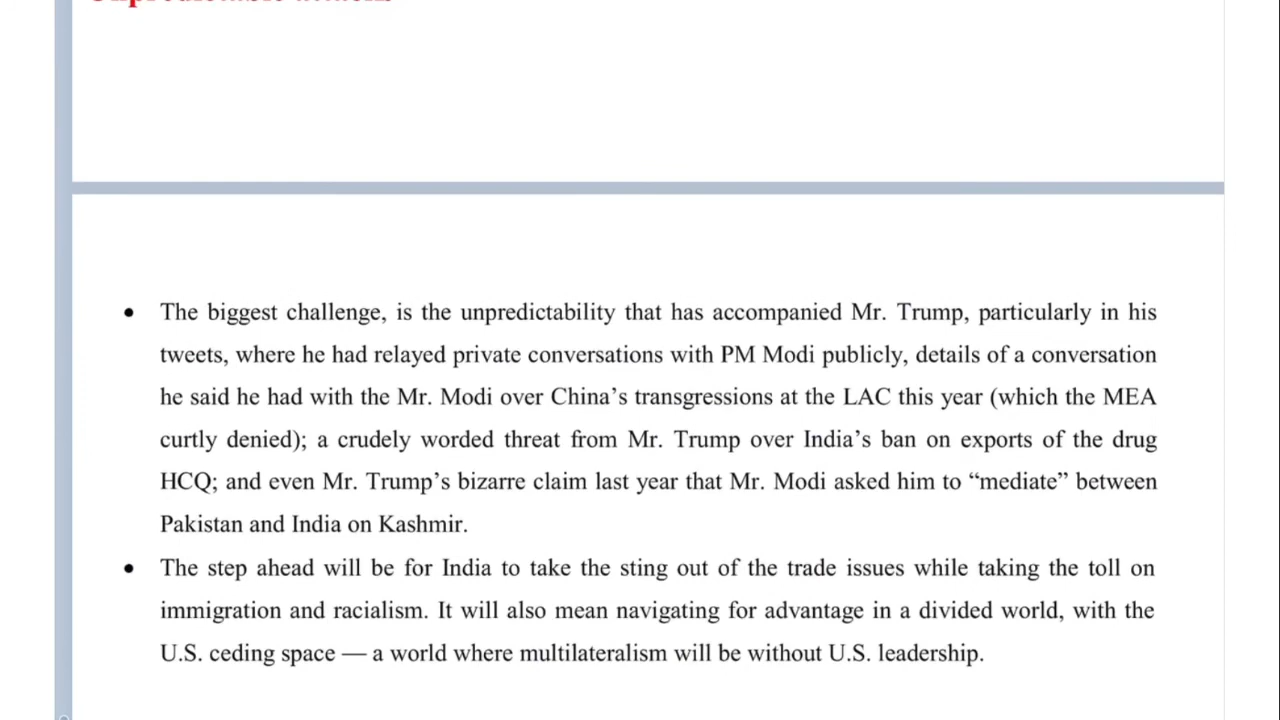 Unpredictable actions
• The biggest challenge, is the unpredictability that has accompanied Mr. Trump, particularly in his
tweets, where he had relayed private conversations with PM Modi publicly, details of a conversation
he said he had with the Mr. Modi over China’s transgressions at the LAC this year (which the MEA
curtly denied); a crudely worded threat from Mr. Trump over India’s ban on exports of the drug
HCQ; and even Mr. Trump’s bizarre claim last year that Mr. Modi asked him to “mediate” between
Pakistan and India on Kashmir.
• The step ahead will be for India to take the sting out of the trade issues while taking the toll on
immigration and racialism. It will also mean navigating for advantage in a divided world, with the
U.S. ceding space — a world where multilateralism will be without U.S. leadership.